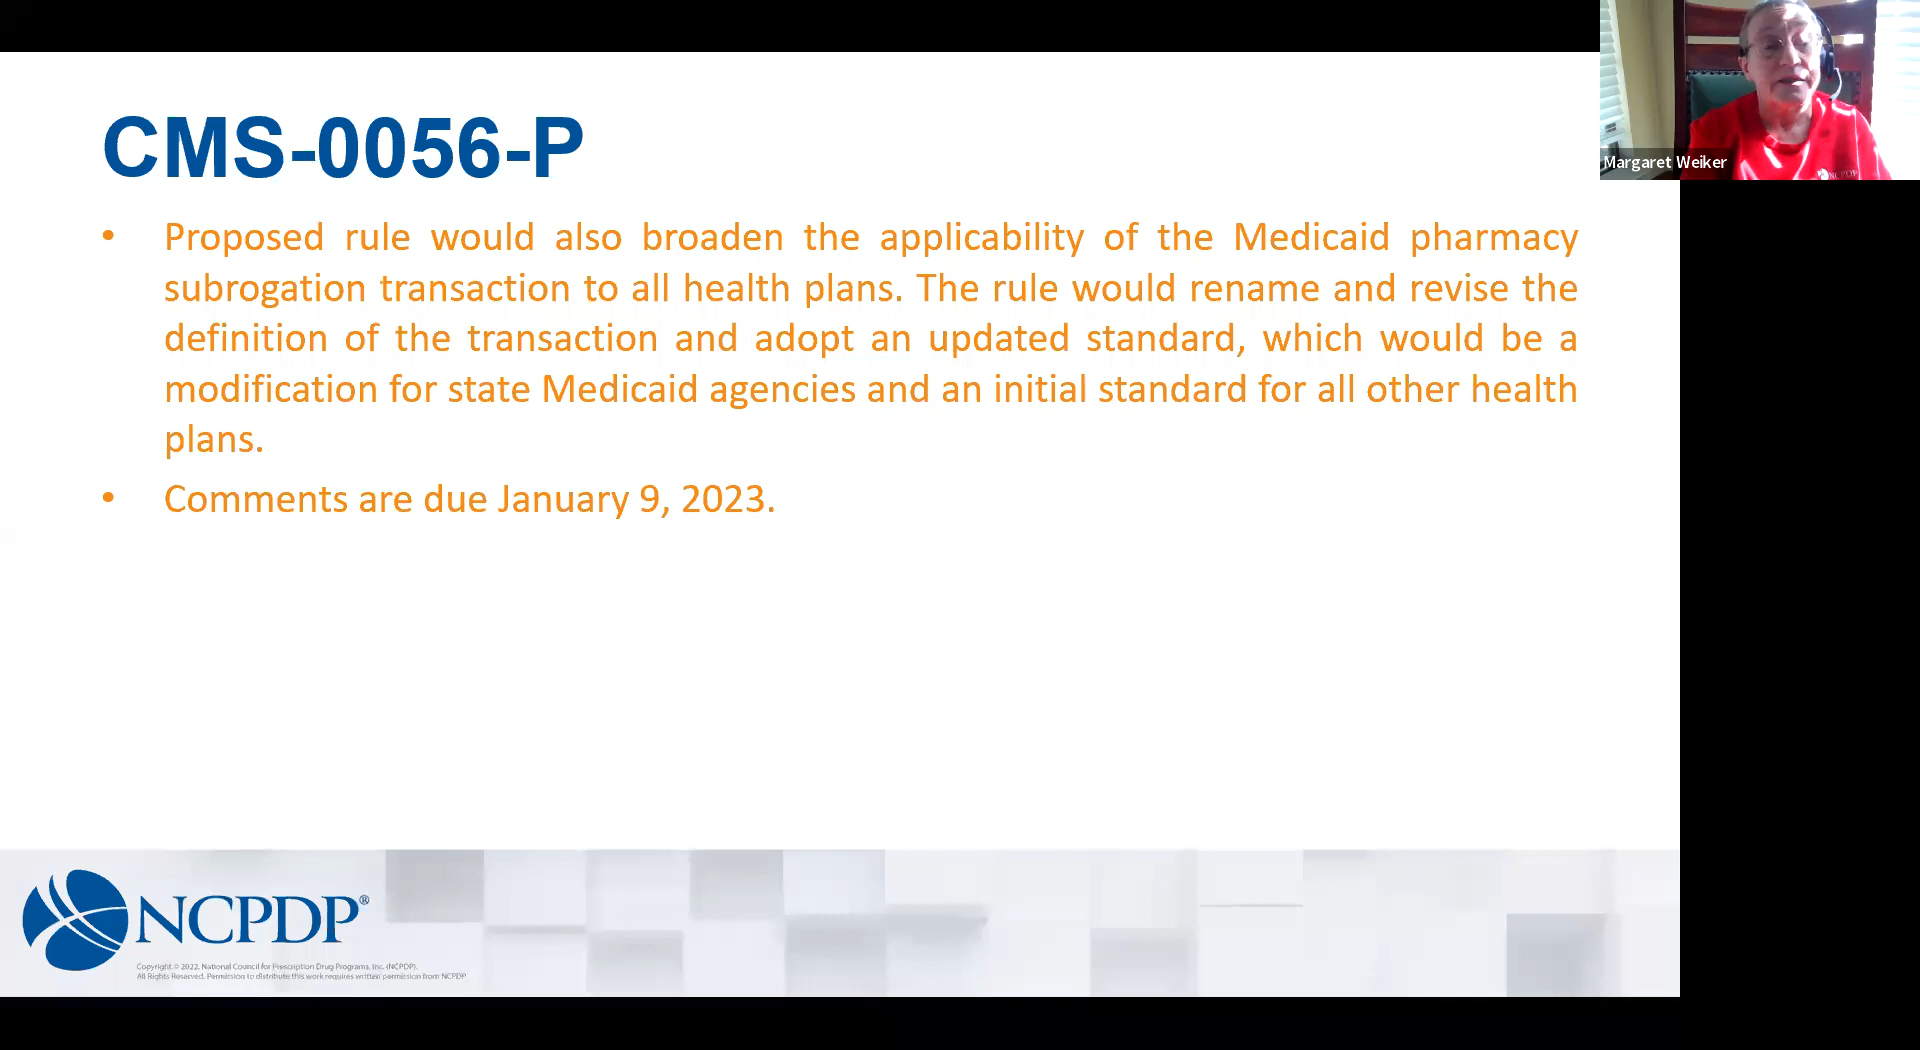 CMS-0056-P
• Proposed rule would also broaden the applicability of the Medicaid pharmacy
subrogation transaction to all health plans. The rule would rename and revise the
definition of the transaction and adopt an updated standard, which would be a
modification for state Medicaid agencies and an initial standard for all other health
plans.
• Comments are due January 9, 2023.
Margaret Weiker
NCPDP
NCPDP®
Copyright © 2022, National Council for Prescription Drug Programs, Inc. (NCPDP).
All Rights Reserved. Permission to distribute this work requires written permission from NCPDP